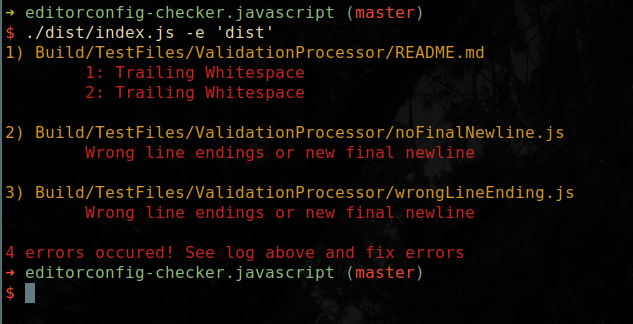 ➜ editorconfig-checker.javascript (master)
$ ./dist/index.js -e 'dist'
1) Build/TestFiles/ValidationProcessor/README.md
1: Trailing Whitespace
2: Trailing Whitespace
2) Build/TestFiles/ValidationProcessor/noFinalNewline.js
Wrong line endings or new final newline
3) Build/TestFiles/ValidationProcessor/wrongLineEnding.js
Wrong line endings or new final newline
4 errors occured! See log above and fix errors
➜ editorconfig-checker.javascript (master)
$